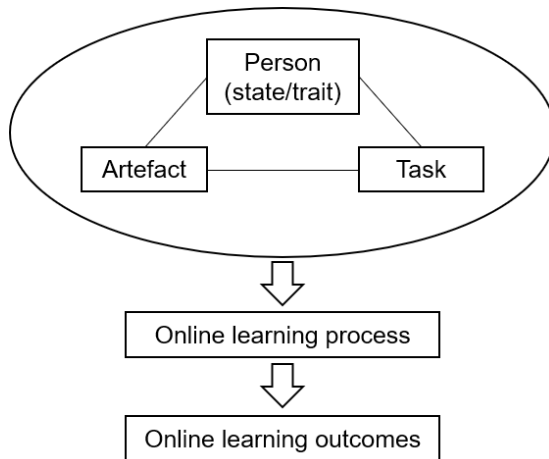 Person
(state/trait)
Artefact
Task
Online learning process
Online learning outcomes